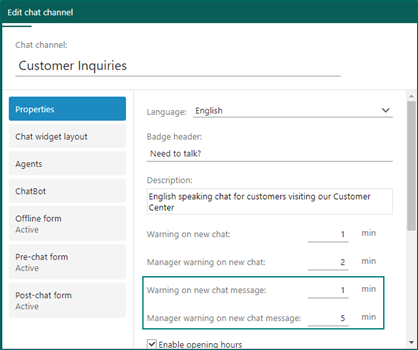 Edit chat channel
Chat channel:
Customer Inquiries
Properties
Chat widget layout
Agents
ChatBot
Offline form
Active
Pre-chat form
Active
Post-chat form
Active
Language: English
Badge header:
Need to talk?
Description:
English speaking chat for customers visiting our Customer
Center
Warning on new chat: 1 min
Manager warning on new chat: 2 min
Warning on new chat message: 1 min
Manager warning on new chat message: 5 min
Enable opening hours